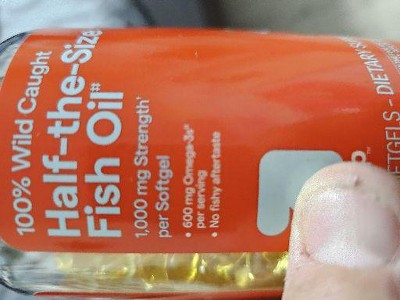 100% Wild Caught
Half-the-Size
Fish Oil‡
1,000 mg Strength†
per Softgel
• 600 mg Omega-3s*
per serving
• No fishy aftertaste
SOFTGELS - DIETARY